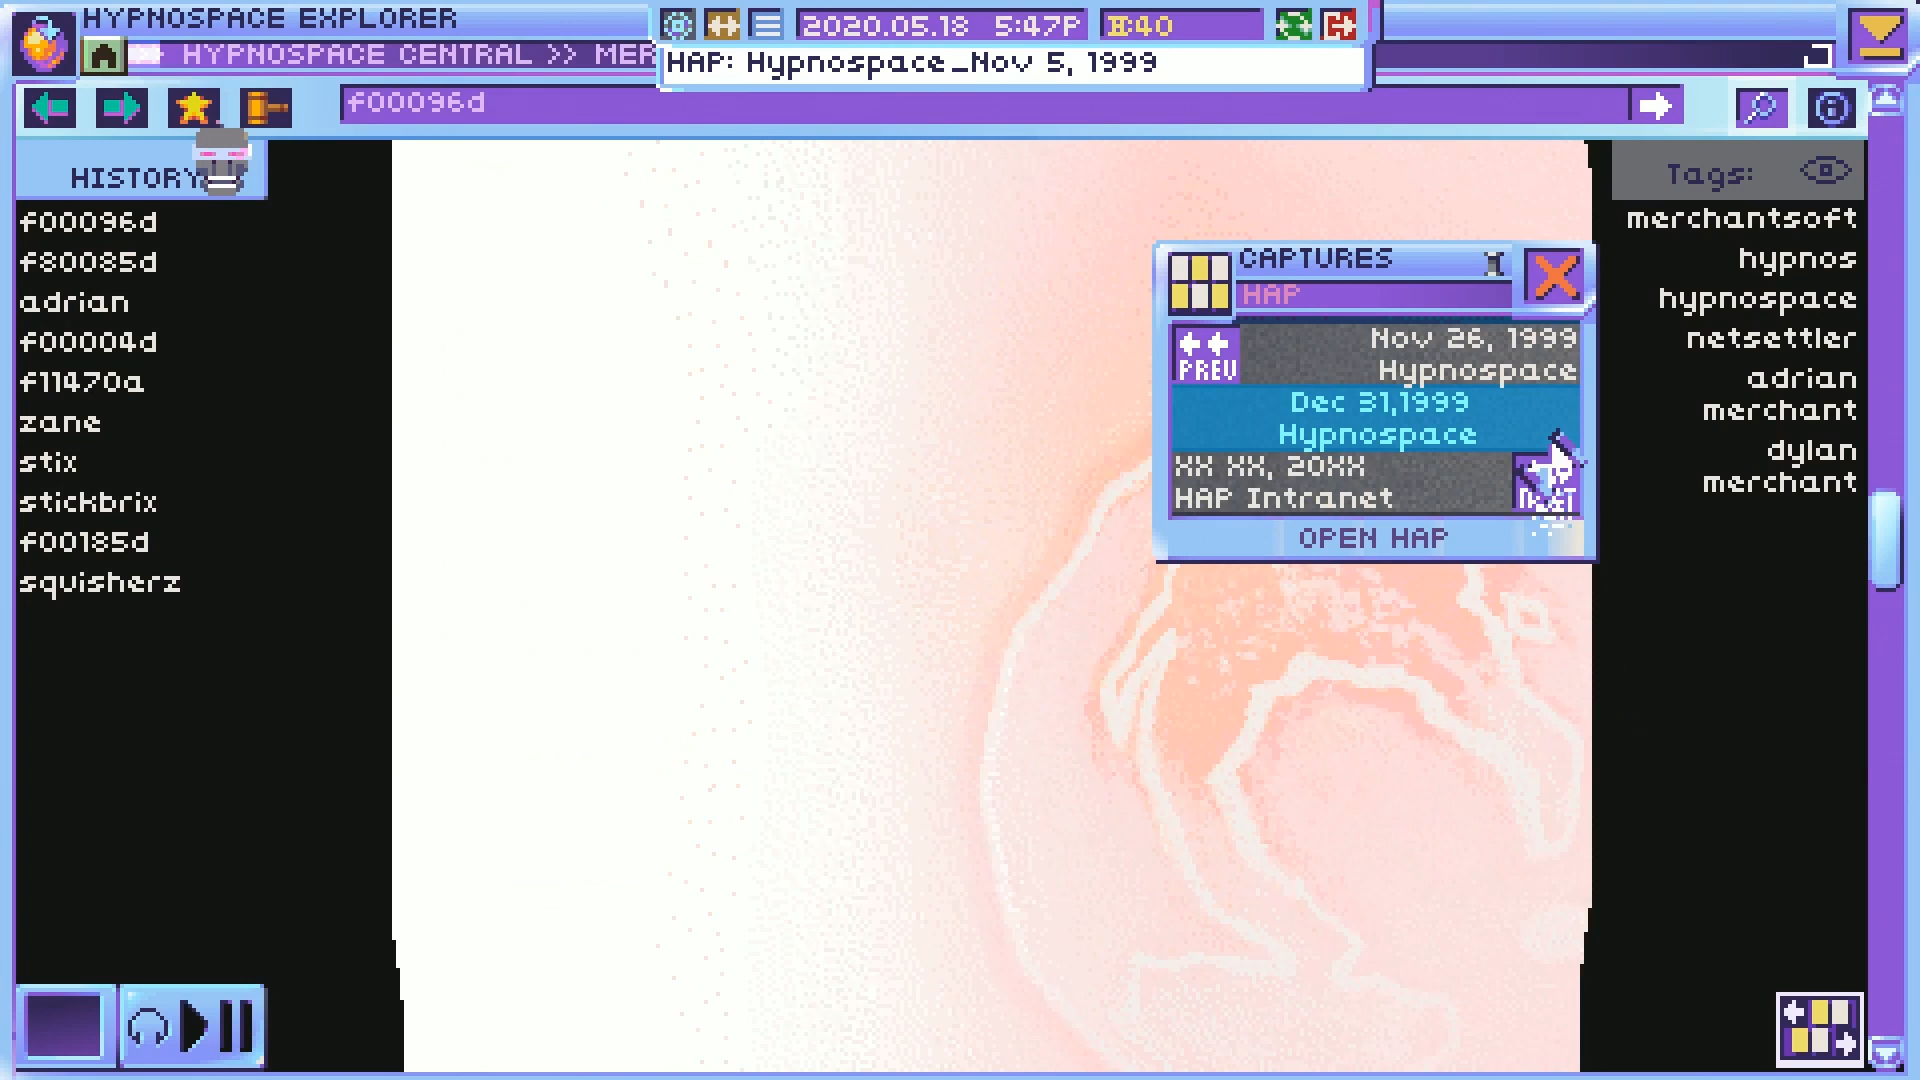 HYPNOSPACE EXPLORER
2020.05.18 5:47P
40
HYPNOSPACE CENTRAL >> MER
HAP: Hypnospace_Nov 5, 1999
f00096d
HISTORY
f00096d
f80085d
adrian
f00004d
f11470a
zane
stix
stickbrix
f00185d
squisherz
CAPTURES
HAP
PREV
Nov 26, 1999
Hypnospace
Dec 31,1999
Hypnospace
XX XX, 20XX
HAP Intranet
OPEN HAP
Tags:
merchantsoft
hypnos
hypnospace
netsettler
adrian
merchant
dylan
merchant